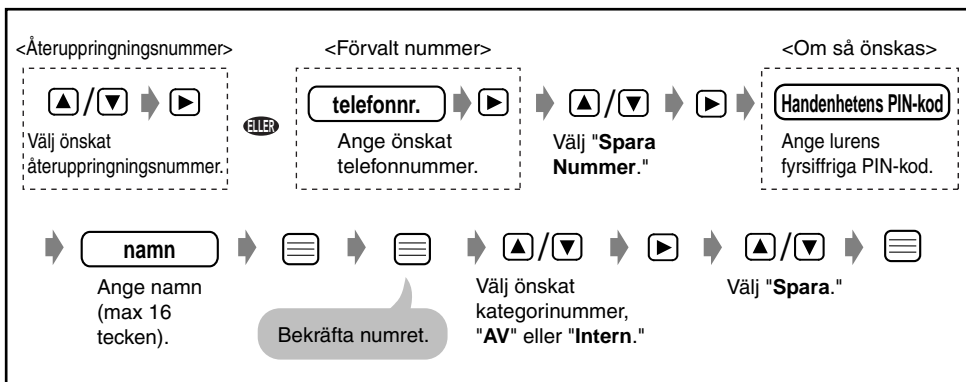 <Återuppringningsnummer>
Välj önskat
återuppringningsnummer.
ELLER
<Förvalt nummer>
telefonnr.
Ange önskat
telefonnummer.
Välj "Spara
Nummer."
<Om så önskas>
Handenhetens PIN-kod
Ange lurens
fyrsiffriga PIN-kod.
namn
Ange namn
(max 16
tecken).
Bekräfta numret.
Välj önskat
kategorinummer,
"AV" eller "Intern."
Välj "Spara."